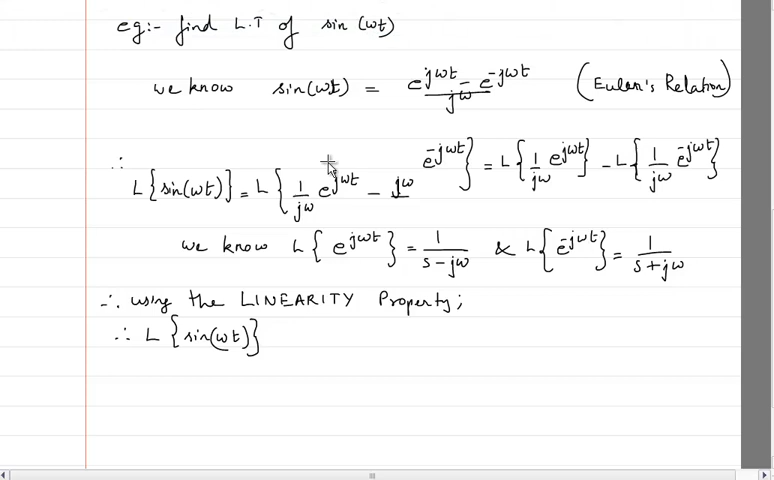 eg:- find L.T of sin (ωt)
we know sin(ωt) = e^jωt - e^-jωt / jω (Euler's Relation)
∴ L{sin(ωt)} = L{ 1/jω e^jωt - jω e^-jωt } = L{ 1/jω e^jωt } - L{ 1/jω e^-jωt }
we know L{ e^jωt } = 1/s-jω & L{ e^-jωt } = 1/s+jω
∴ using the LINEARITY Property;
∴ L {sin(ωt)}